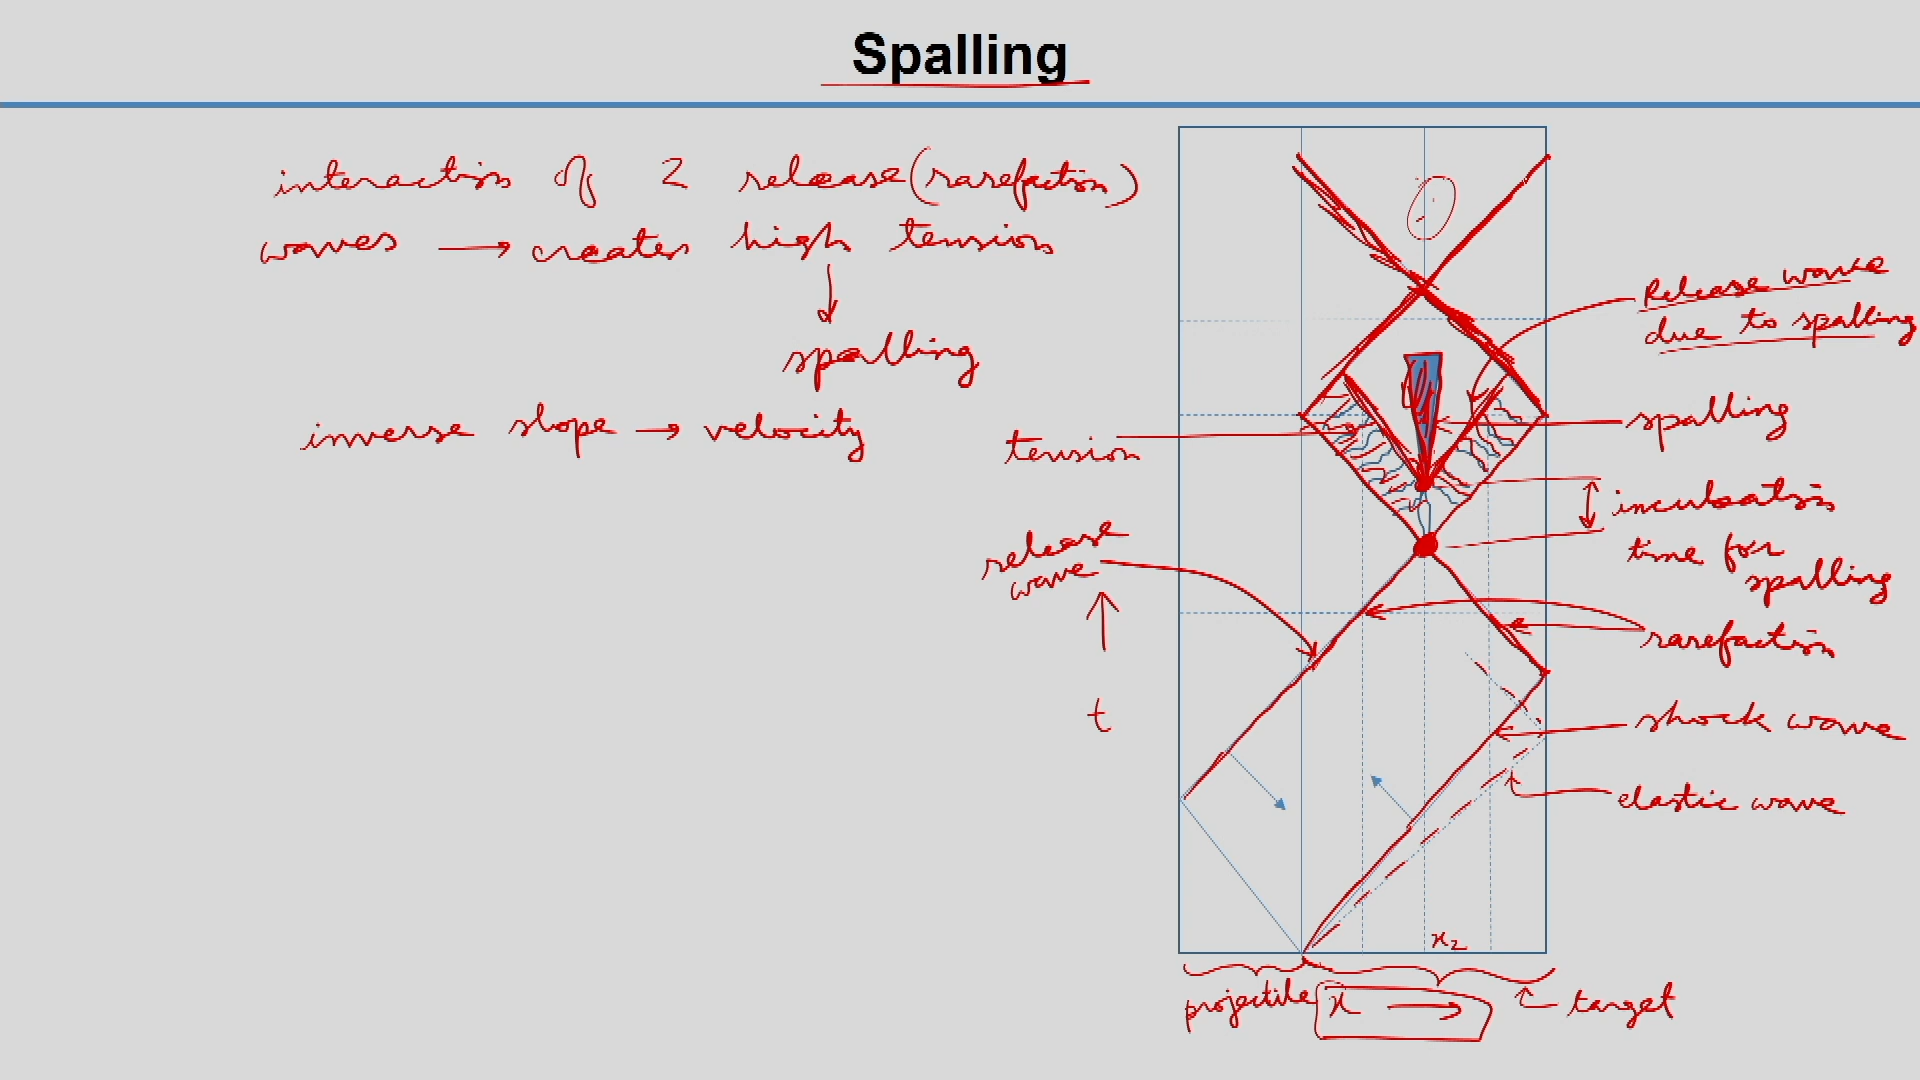 Spalling
interaction of 2 release (rarefaction)
waves → creates high tension
↓
spalling
inverse slope → velocity
Release wave
due to spalling
spalling
tension
incubation
time for
spalling
release
wave
rarefaction
t
shock wave
elastic wave
x₂
projectile
x →
target